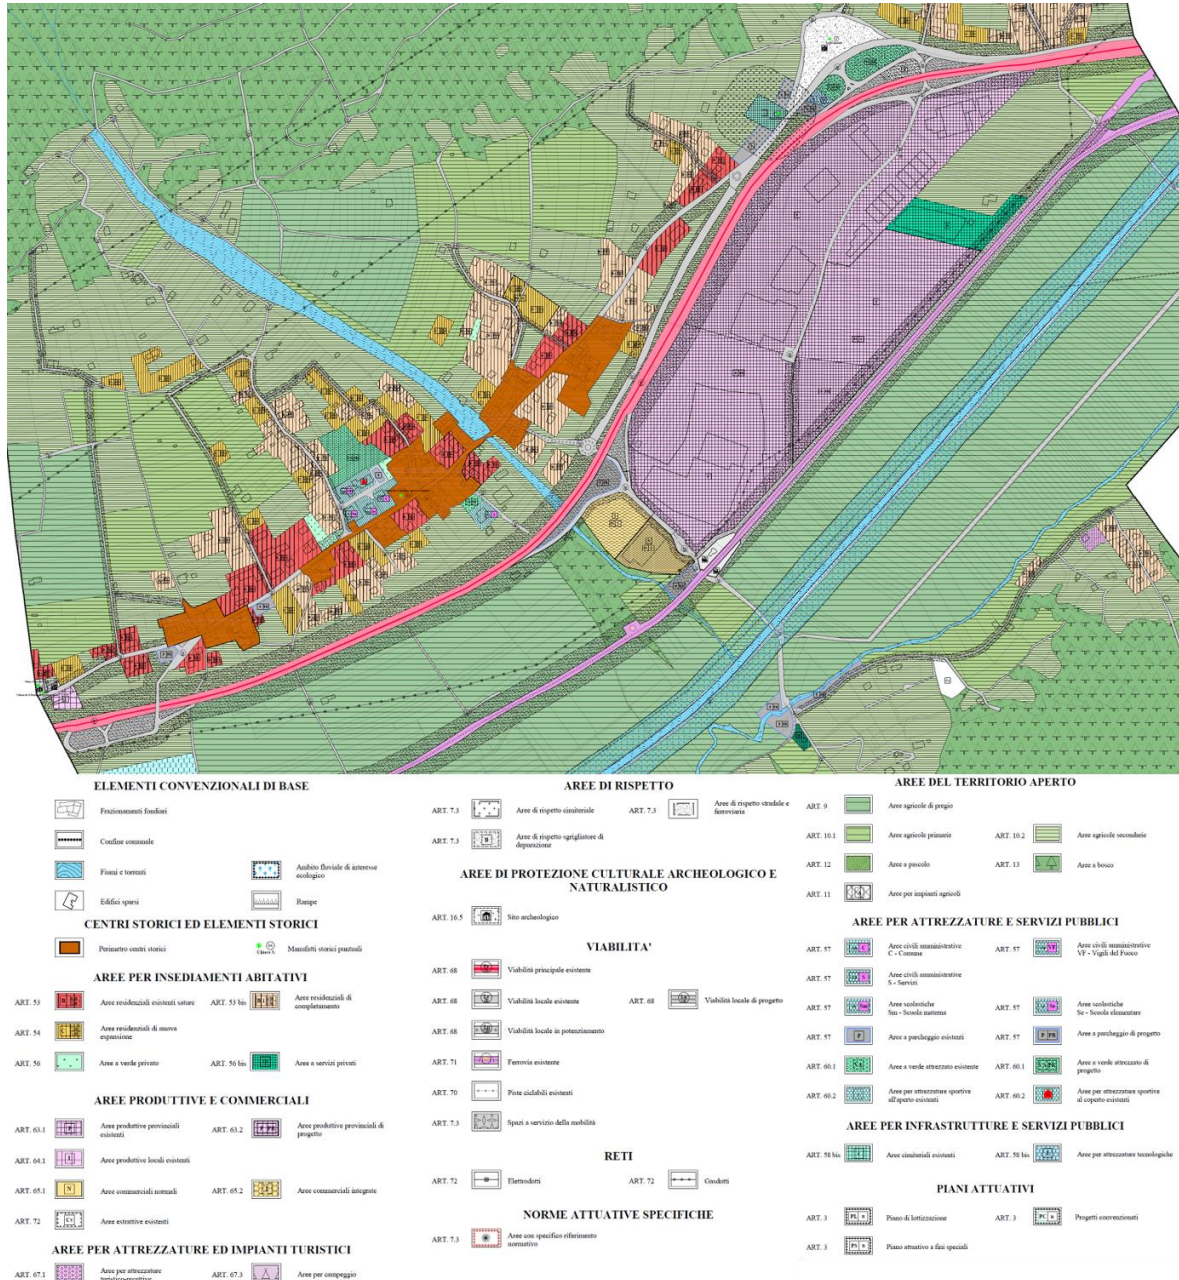 ELEMENTI CONVENZIONALI DI BASE
Frazionamenti fondiari
Confine comunale
Fiumi e torrenti
Ambito fluviale di interesse
ecologico
Edifici sparsi
Rampe
CENTRI STORICI ED ELEMENTI STORICI
Perimetro centri storici
Manufatti storici puntuali
AREE PER INSEDIAMENTI ABITATIVI
ART. 53
Aree residenziali esistenti sature
ART. 53 bis
Aree residenziali di
completamento
ART. 54
Aree residenziali di nuova
espansione
ART. 56
Aree a verde privato
ART. 56 bis
Aree a servizi privati
AREE PRODUTTIVE E COMMERCIALI
ART. 63.1
Aree produttive provinciali
esistenti
ART. 63.2
Aree produttive provinciali di
progetto
ART. 64.1
Aree produttive locali esistenti
ART. 65.1
N
Aree commerciali normali
ART. 65.2
Aree commerciali integrate
ART. 72
Aree estrattive esistenti
AREE PER ATTREZZATURE ED IMPIANTI TURISTICI
ART. 67.1
Aree per attrezzature
turistico-ricettive
ART. 67.3
Aree per campeggio
AREE DI RISPETTO
ART. 7.3
Aree di rispetto cimiteriale
ART. 7.3
Aree di rispetto stradale e
ferroviaria
ART. 7.3
Aree di rispetto sgrigliatore di
depurazione
AREE DI PROTEZIONE CULTURALE ARCHEOLOGICO E
NATURALISTICO
ART. 16.5
Sito archeologico
VIABILITA'
ART. 68
Viabilità principale esistente
ART. 68
Viabilità locale esistente
ART. 68
Viabilità locale di progetto
ART. 68
Viabilità locale in potenziamento
ART. 71
Ferrovia esistente
ART. 70
Piste ciclabili esistenti
ART. 7.3
Spazi a servizio della mobilità
RETI
ART. 72
Elettrodotti
ART. 72
Gasdotti
NORME ATTUATIVE SPECIFICHE
ART. 7.3
Aree con specifico riferimento
normativo
AREE DEL TERRITORIO APERTO
ART. 9
Aree agricole di pregio
ART. 10.1
Aree agricole primarie
ART. 10.2
Aree agricole secondarie
ART. 12
Aree a pascolo
ART. 13
Aree a bosco
ART. 11
Aree per impianti agricoli
AREE PER ATTREZZATURE E SERVIZI PUBBLICI
ART. 57
Aree civili amministrative
C - Comune
ART. 57
Aree civili amministrative
VF - Vigili del Fuoco
ART. 57
Aree civili amministrative
S - Servizi
ART. 57
Aree scolastiche
Sm - Scuola materna
ART. 57
Aree scolastiche
Se - Scuola elementare
ART. 57
P
Aree a parcheggio esistenti
ART. 57
P PR
Aree a parcheggio di progetto
ART. 60.1
Aree a verde attrezzato esistente
ART. 60.1
Aree a verde attrezzato di
progetto
ART. 60.2
Aree per attrezzature sportive
all'aperto esistenti
ART. 60.2
Aree per attrezzature sportive
al coperto esistenti
AREE PER INFRASTRUTTURE E SERVIZI PUBBLICI
ART. 58 bis
Aree cimiteriali esistenti
ART. 58 bis
Aree per attrezzature tecnologiche
PIANI ATTUATIVI
ART. 3
PL n
Piano di lottizzazione
ART. 3
PC n
Progetti convenzionati
ART. 3
PS n
Piano attuativo a fini speciali